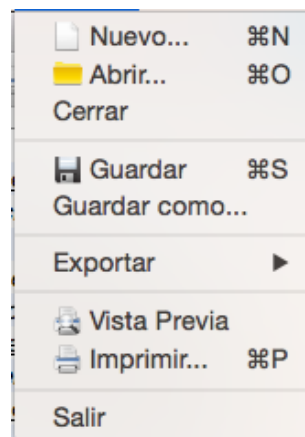 Nuevo... ⌘N
Abrir... ⌘O
Cerrar
Guardar ⌘S
Guardar como...
Exportar ▶
Vista Previa
Imprimir... ⌘P
Salir